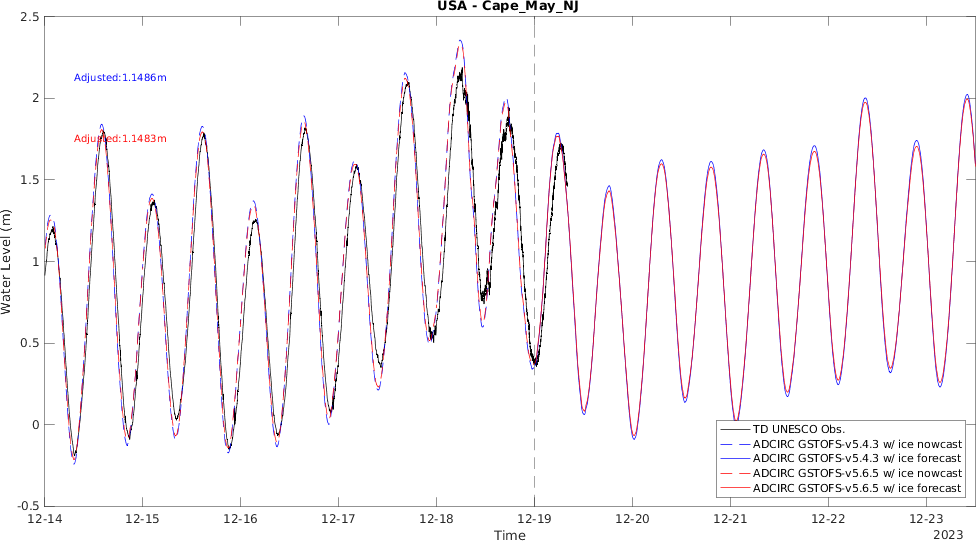 USA - Cape_May_NJ
2.5
2
1.5
1
0.5
0
-0.5
Water Level (m)
Adjusted:1.1486m
Adjusted:1.1483m
TD UNESCO Obs.
ADCIRC GSTOFS-v5.4.3 w/ ice nowcast
ADCIRC GSTOFS-v5.4.3 w/ ice forecast
ADCIRC GSTOFS-v5.6.5 w/ ice nowcast
ADCIRC GSTOFS-v5.6.5 w/ ice forecast
12-14 12-15 12-16 12-17 12-18 12-19 12-20 12-21 12-22 12-23
Time
2023